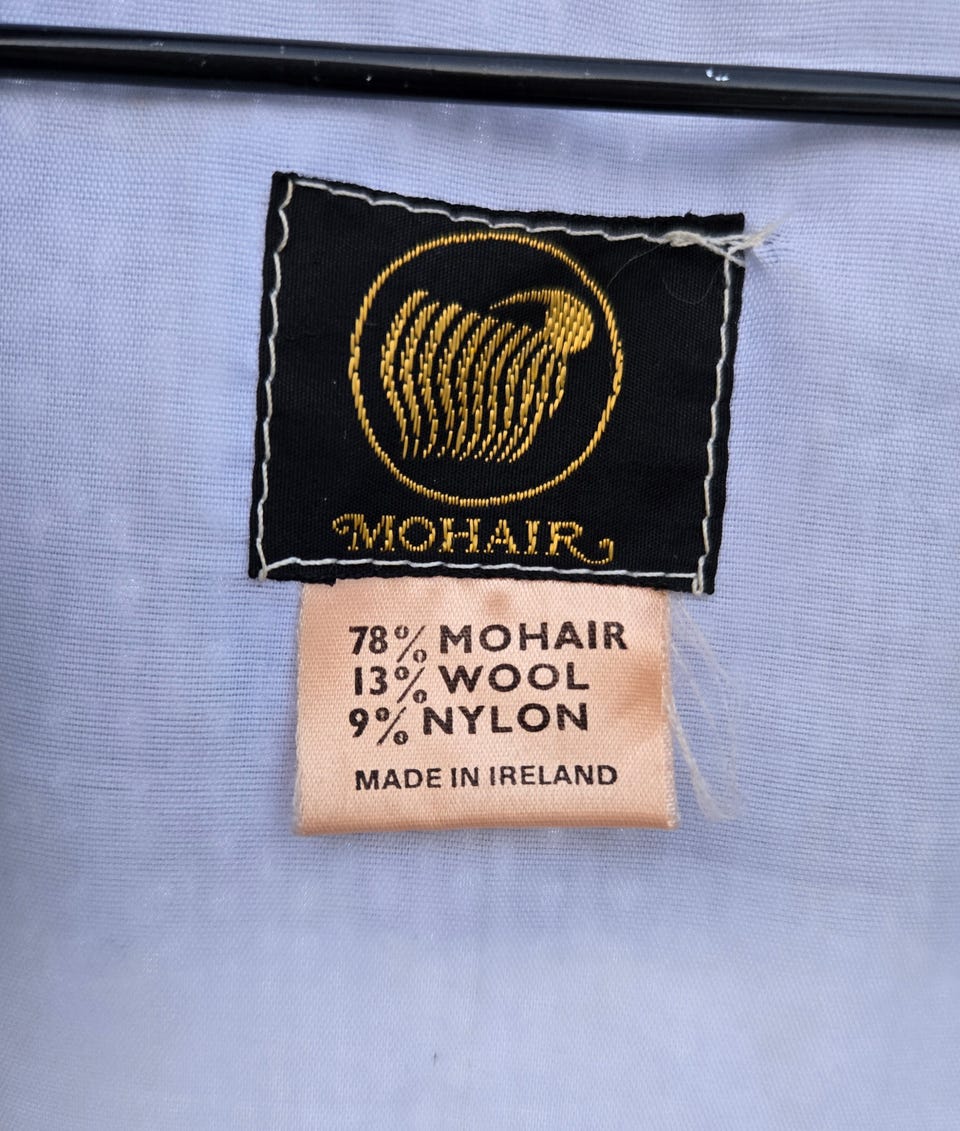 MOHAIR
78% MOHAIR
13% WOOL
9% NYLON
MADE IN IRELAND